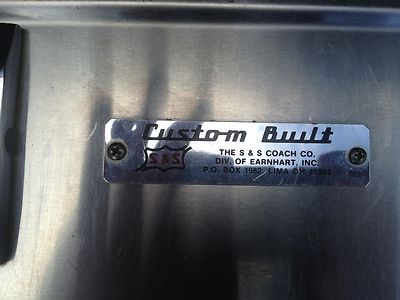 Custom Built
S & S
THE S & S COACH CO.
DIV. OF EARNHART, INC.
P.O. BOX 1982, LIMA OH